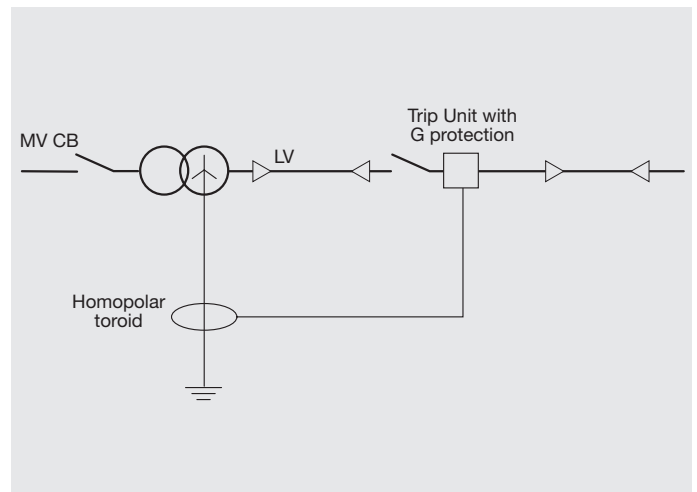 Trip Unit with
G protection
MV CB
LV
Homopolar
toroid